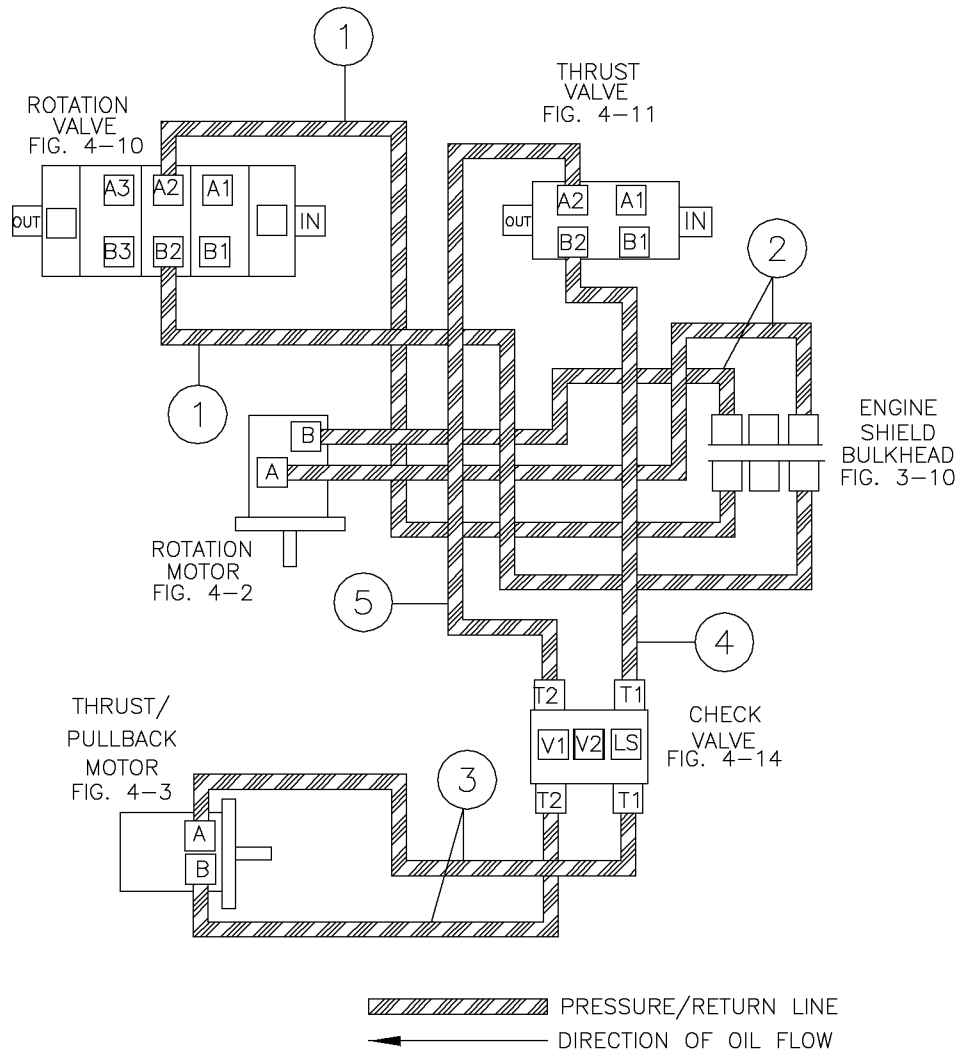 1
ROTATION
VALVE
FIG. 4-10
THRUST
VALVE
FIG. 4-11
A3 A2 A1
OUT IN
B3 B2 B1
A2 A1
OUT IN
B2 B1
2
1
B
A
ENGINE
SHIELD
BULKHEAD
FIG. 3-10
ROTATION
MOTOR
FIG. 4-2
5
4
T2 T1
V1 V2 LS
T2 T1
CHECK
VALVE
FIG. 4-14
THRUST/
PULLBACK
MOTOR
FIG. 4-3
3
A
B
PRESSURE/RETURN LINE
DIRECTION OF OIL FLOW